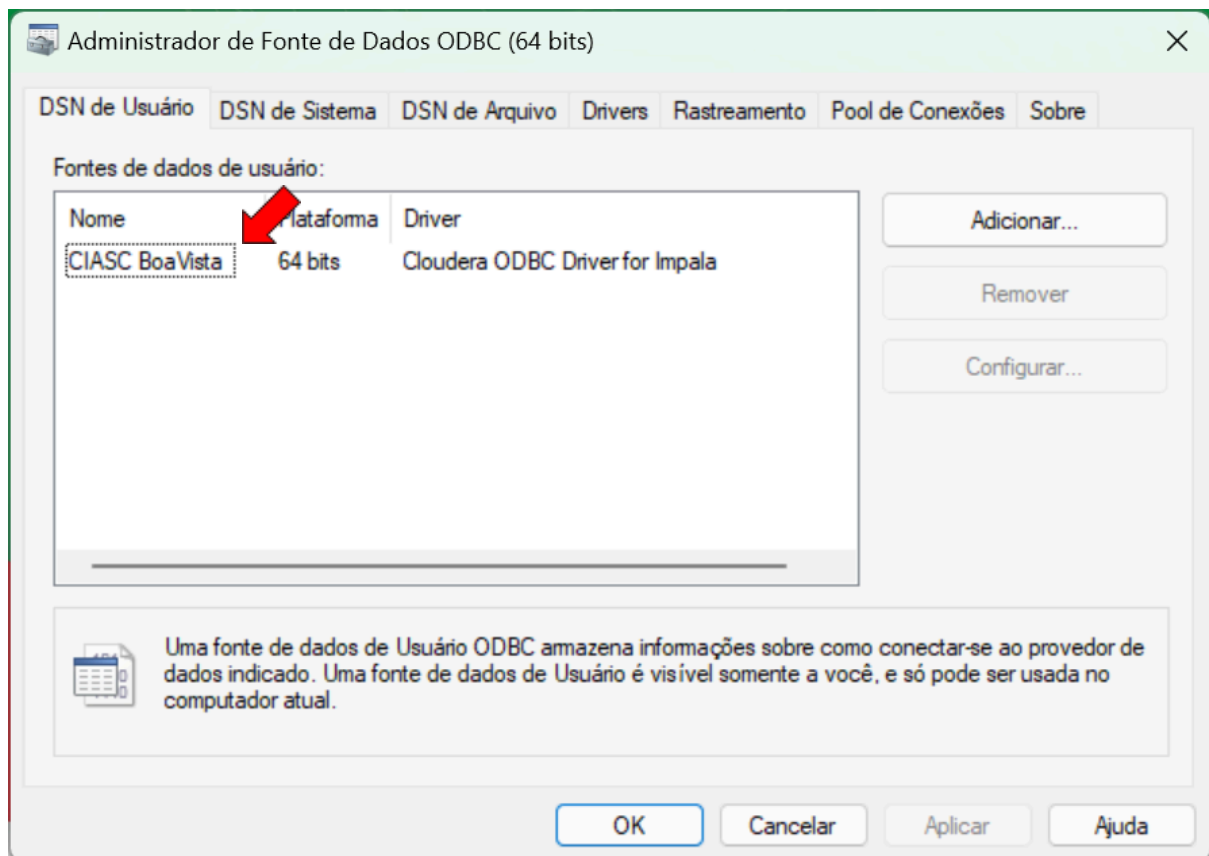 Administrador de Fonte de Dados ODBC (64 bits)
DSN de Usuário DSN de Sistema DSN de Arquivo Drivers Rastreamento Pool de Conexões Sobre
Fontes de dados de usuário:
Nome Plataforma Driver
CIASC BoaVista 64 bits Cloudera ODBC Driver for Impala
Adicionar...
Remover
Configurar...
Uma fonte de dados de Usuário ODBC armazena informações sobre como conectar-se ao provedor de
dados indicado. Uma fonte de dados de Usuário é visível somente a você, e só pode ser usada no
computador atual.
OK Cancelar Aplicar Ajuda